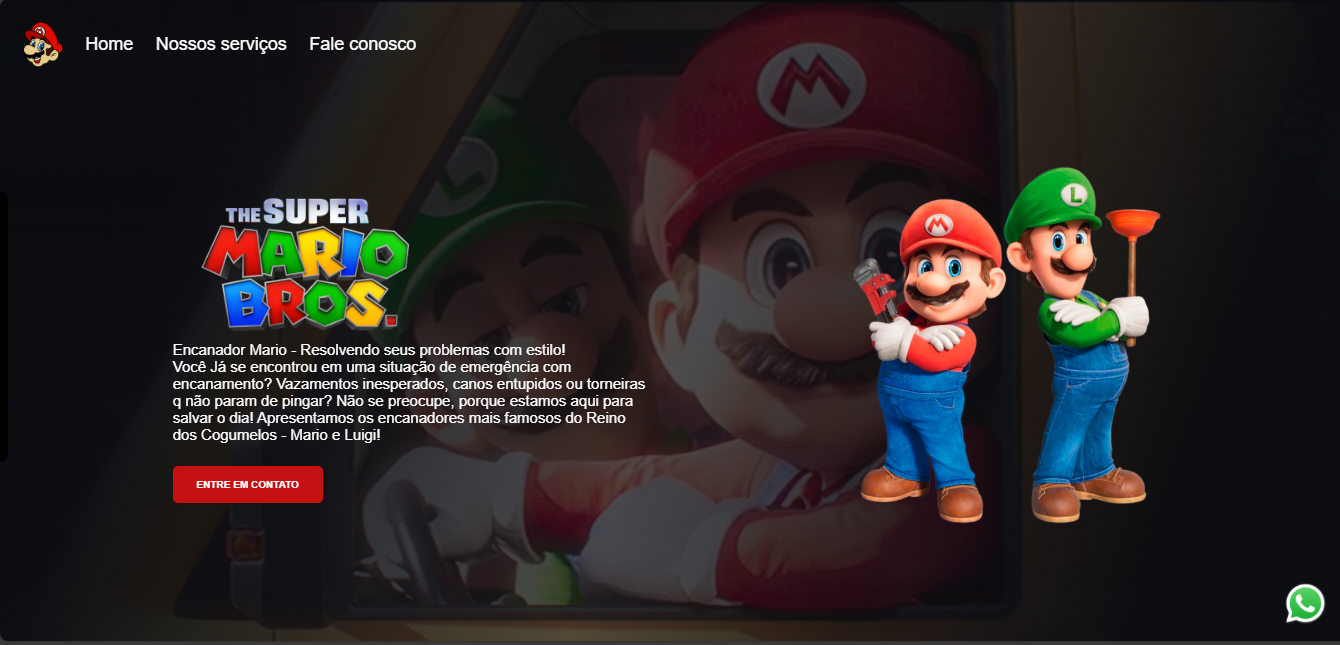 Home Nossos serviços Fale conosco
THE SUPER
MARIO
BROS.
Encanador Mario - Resolvendo seus problemas com estilo!
Você Já se encontrou em uma situação de emergência com
encanamento? Vazamentos inesperados, canos entupidos ou torneiras
q não param de pingar? Não se preocupe, porque estamos aqui para
salvar o dia! Apresentamos os encanadores mais famosos do Reino
dos Cogumelos - Mario e Luigi!
ENTRE EM CONTATO
M
M
L
L